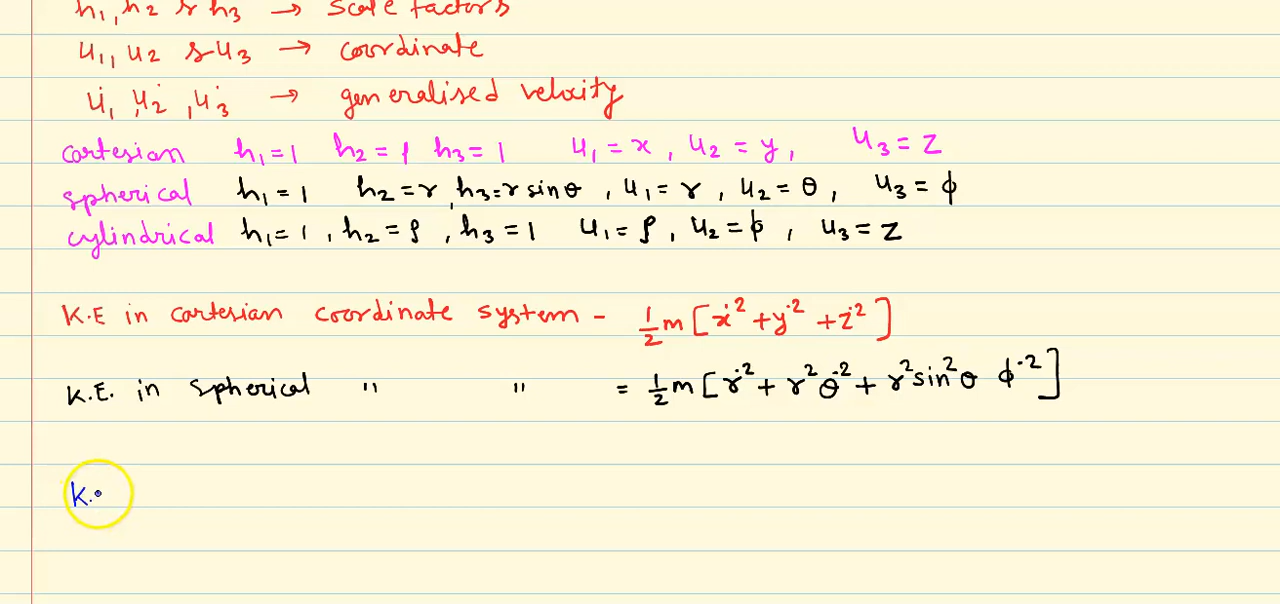 h₁, h₂ & h₃ → scale factors
u₁, u₂ & u₃ → coordinate
u̇₁, u̇₂, u̇₃ → generalised velocity
cartesian h₁=1 h₂=1 h₃=1 u₁=x, u₂=y, u₃=z
spherical h₁=1 h₂=r, h₃=r sinθ, u₁=r, u₂=θ, u₃=ϕ
cylindrical h₁=1, h₂=ρ, h₃=1 u₁=ρ, u₂=ϕ, u₃=z
K.E in cartesian coordinate system - ½m[ẋ²+ẏ²+ż²]
K.E. in spherical " " = ½m[ṙ²+r²θ̇²+r²sin²θ ϕ̇²]
K.